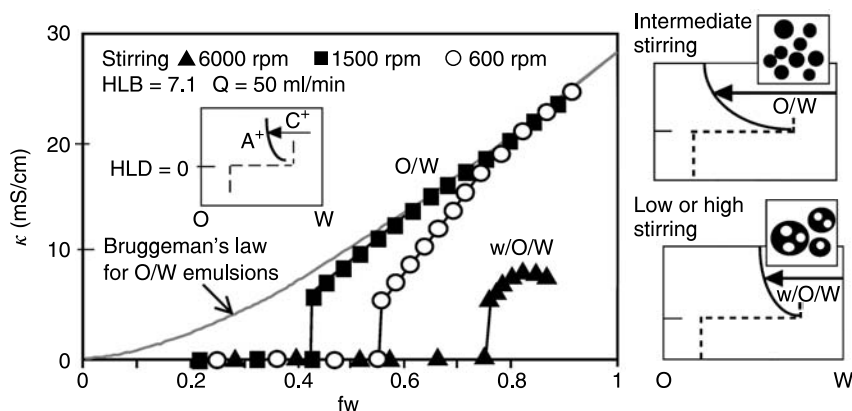 30
20
10
0
κ (mS/cm)
Stirring ▲ 6000 rpm ■ 1500 rpm ○ 600 rpm
HLB = 7.1 Q = 50 ml/min
C+
A+
HLD = 0
O W
O/W
Bruggeman's law
for O/W emulsions
w/O/W
0 0.2 0.4 0.6 0.8 1
fw
Intermediate
stirring
O/W
Low or high
stirring
w/O/W
O W